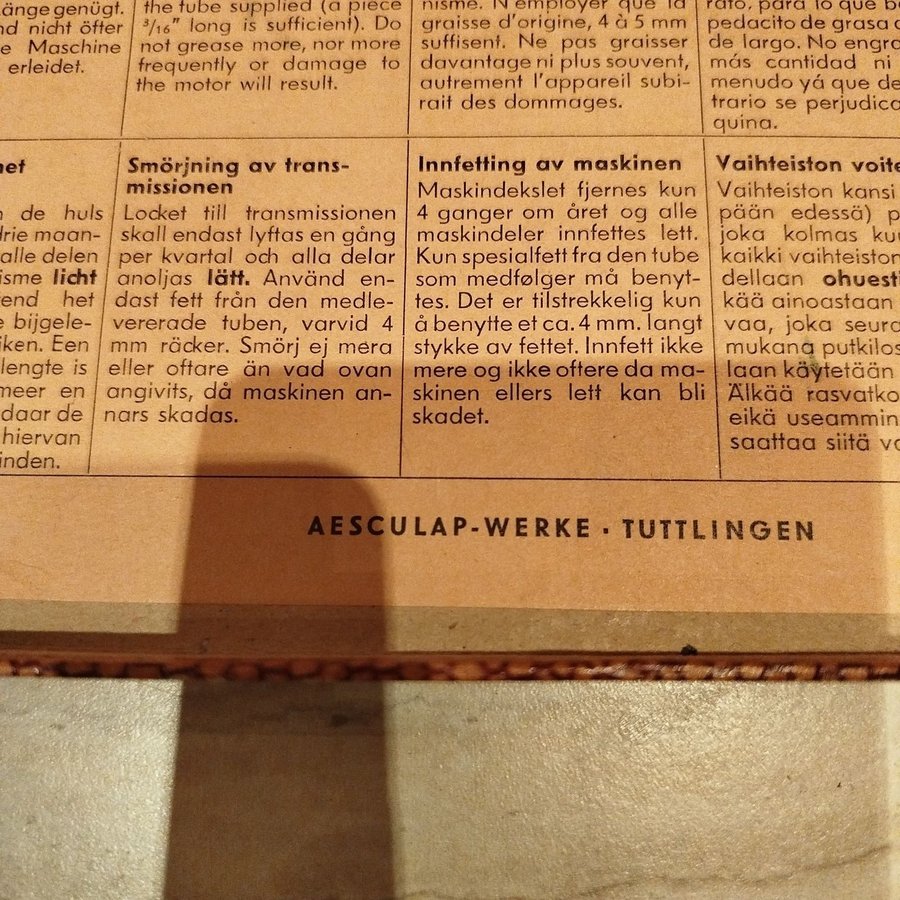 änge genügt.
nd nicht öfter
e Maschine
erleidet.
the tube supplied (a piece
3/16″ long is sufficient). Do
not grease more, nor more
frequently or damage to
the motor will result.
nisme. N'employer que la
graisse d'origine, 4 à 5 mm
suffisent. Ne pas graisser
davantage ni plus souvent,
autrement l'appareil subi-
rait des dommages.
rato, para lo que b
pedacito de grasa
de largo. No engra
más cantidad ni
menudo yá que de
trario se perjudica
quina.
net
n de huls
drie maan-
alle delen
isme licht
rend het
e bijgele-
iken. Een
lengte is
meer en
daar de
hiervan
inden.
Smörjning av trans-
missionen
Locket till transmissionen
skall endast lyftas en gång
per kvartal och alla delar
anoljas lätt. Använd en-
dast fett från den medle-
vererade tuben, varvid 4
mm räcker. Smörj ej mera
eller oftare än vad ovan
angivits, då maskinen an-
nars skadas.
Innfetting av maskinen
Maskindekslet fjernes kun
4 ganger om året og alle
maskindeler innfettes lett.
Kun spesialfett fra den tube
som medfølger må benyt-
tes. Det er tilstrekkelig kun
å benytte et ca. 4 mm. langt
stykke av fettet. Innfett ikke
mere og ikke oftere da ma-
skinen ellers lett kan bli
skadet.
Vaihteiston voite
Vaihteiston kansi
pään edessä) p
joka kolmas ku
kaikki vaihteiston
dellaan ohuesti
kää ainoastaan
vaa, joka seura
mukana putkilos
laan käytetään
Älkää rasvatko
eikä useammin
saattaa siitä va
AESCULAP-WERKE · TUTTLINGEN